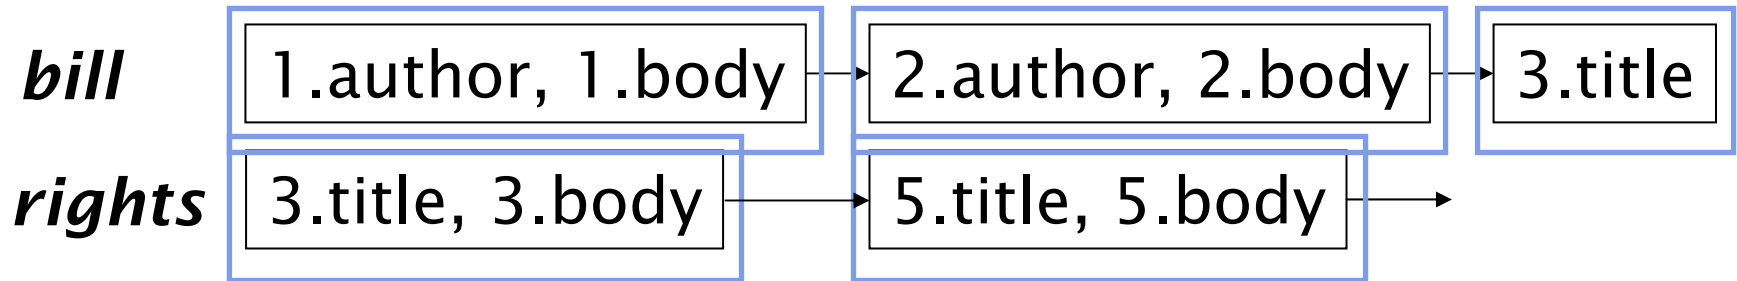 bill 1.author, 1.body 2.author, 2.body 3.title
rights 3.title, 3.body 5.title, 5.body